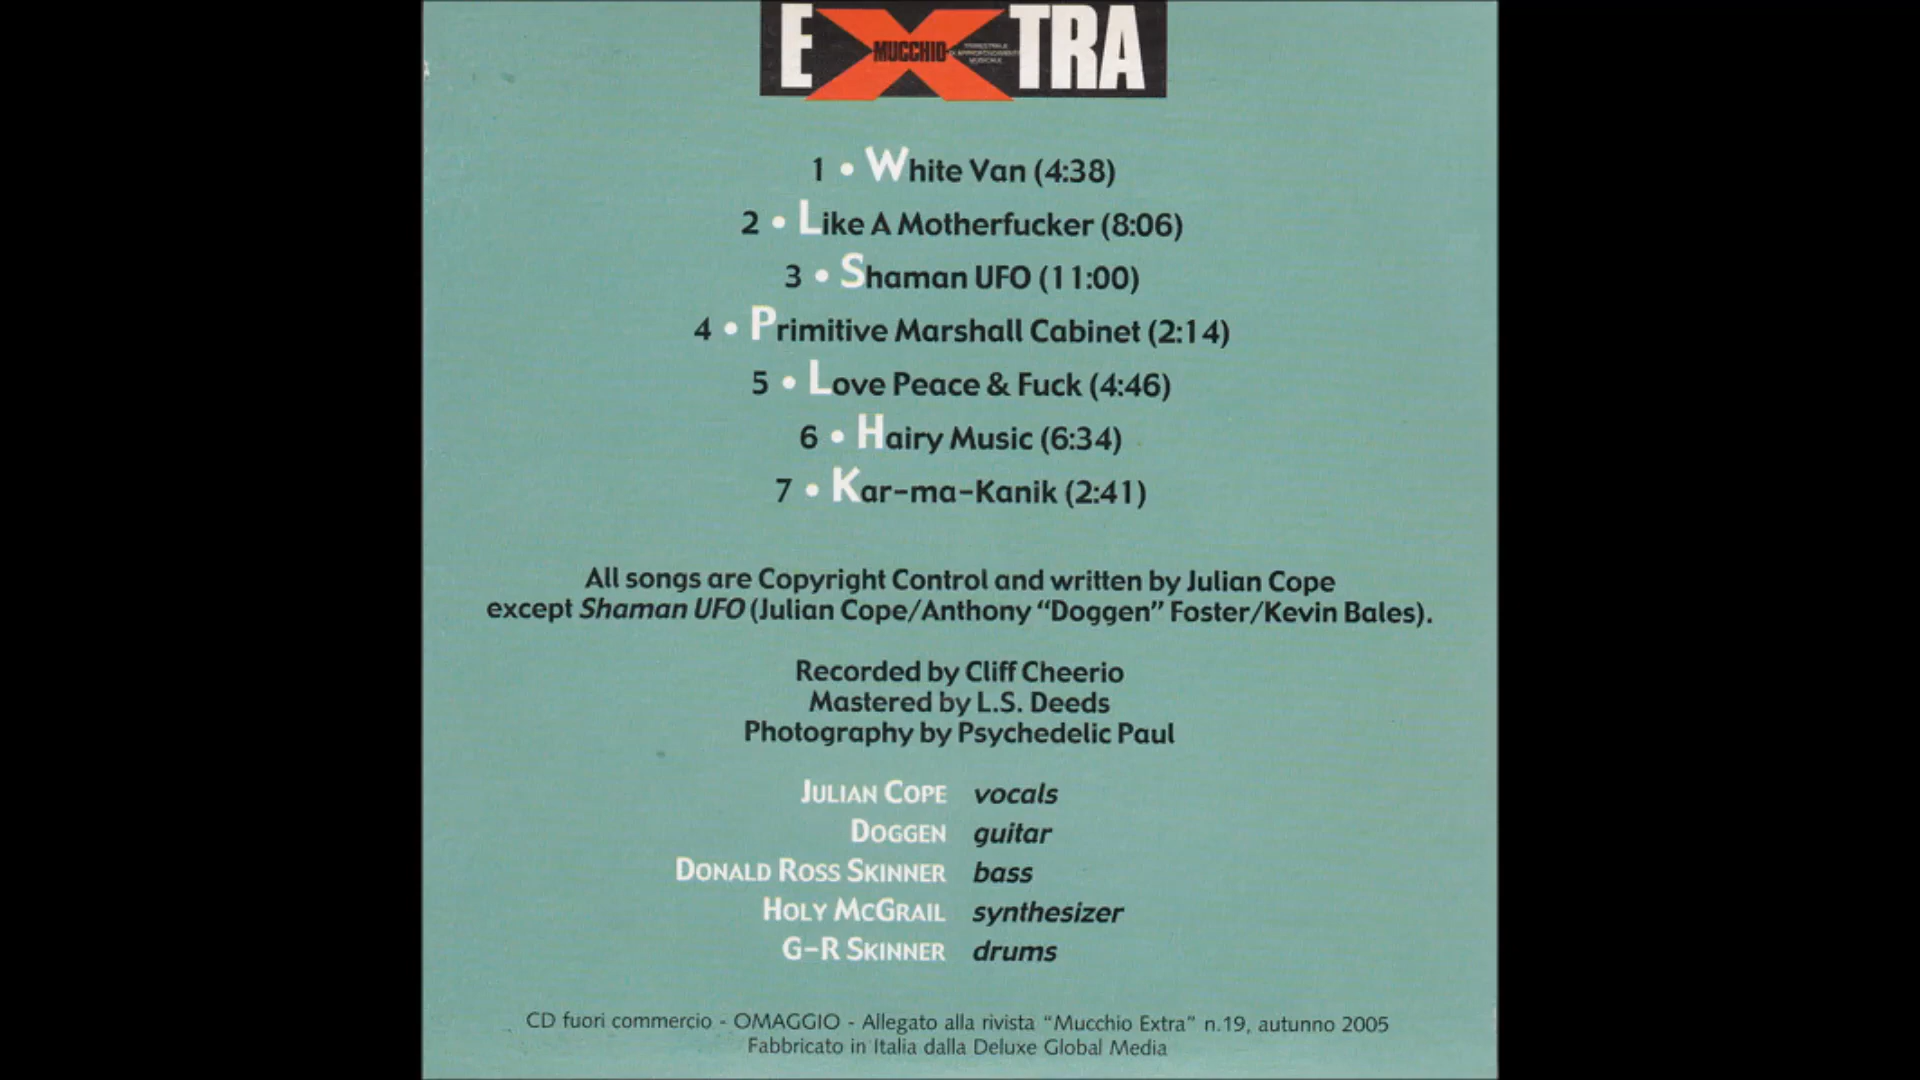 EXTRA
MUCCHIO
TRIMESTRALE
DI APPROFONDIMENTI
MUSICALI
1 • White Van (4:38)
2 • Like A Motherfucker (8:06)
3 • Shaman UFO (11:00)
4 • Primitive Marshall Cabinet (2:14)
5 • Love Peace & Fuck (4:46)
6 • Hairy Music (6:34)
7 • Kar-ma-Kanik (2:41)
All songs are Copyright Control and written by Julian Cope
except Shaman UFO (Julian Cope/Anthony “Doggen” Foster/Kevin Bales).
Recorded by Cliff Cheerio
Mastered by L.S. Deeds
Photography by Psychedelic Paul
JULIAN COPE vocals
DOGGEN guitar
DONALD ROSS SKINNER bass
HOLY MCGRAIL synthesizer
G-R SKINNER drums
CD fuori commercio - OMAGGIO - Allegato alla rivista “Mucchio Extra” n.19, autunno 2005
Fabbricato in Italia dalla Deluxe Global Media